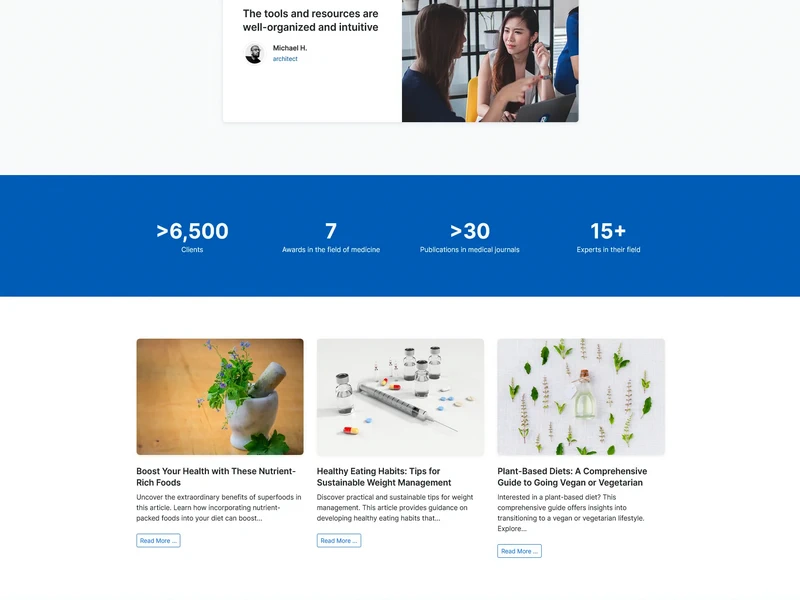 The tools and resources are
well-organized and intuitive
Michael H.
architect
>6,500
Clients
7
Awards in the field of medicine
>30
Publications in medical journals
15+
Experts in their field
Boost Your Health with These Nutrient-
Rich Foods
Uncover the extraordinary benefits of superfoods in
this article. Learn how incorporating nutrient-
packed foods into your diet can boost...
Read More ...
Healthy Eating Habits: Tips for
Sustainable Weight Management
Discover practical and sustainable tips for weight
management. This article provides guidance on
developing healthy eating habits that...
Read More ...
Plant-Based Diets: A Comprehensive
Guide to Going Vegan or Vegetarian
Interested in a plant-based diet? This
comprehensive guide offers insights into
transitioning to a vegan or vegetarian lifestyle.
Explore...
Read More ...